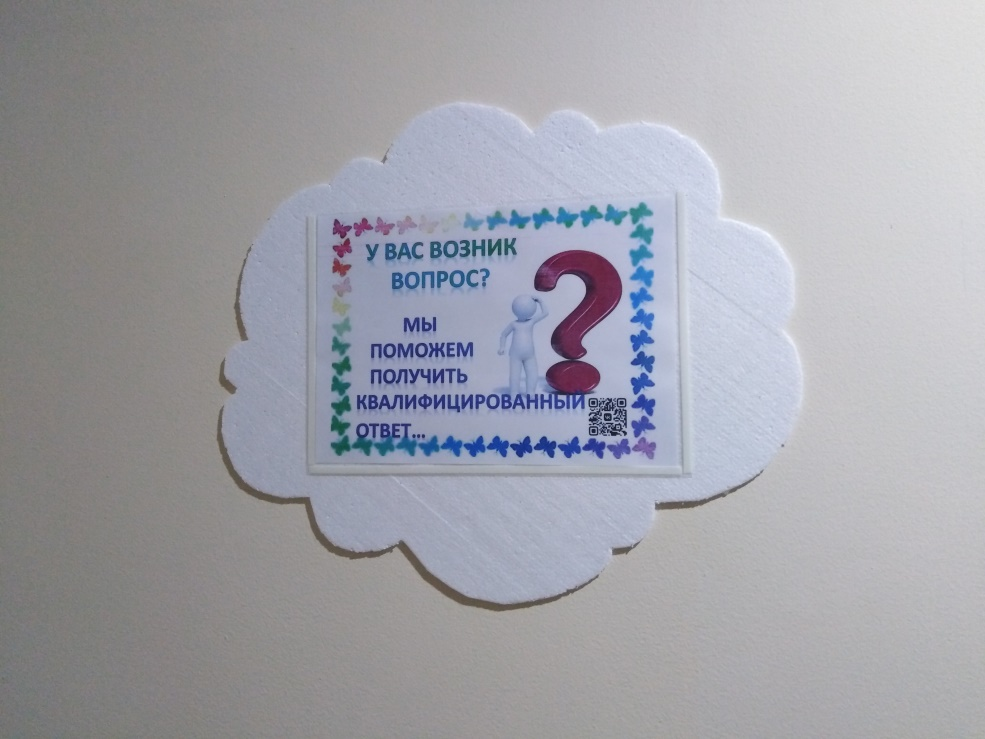 У ВАС ВОЗНИК
ВОПРОС?
МЫ
ПОМОЖЕМ
ПОЛУЧИТЬ
КВАЛИФИЦИРОВАННЫЙ
ОТВЕТ...